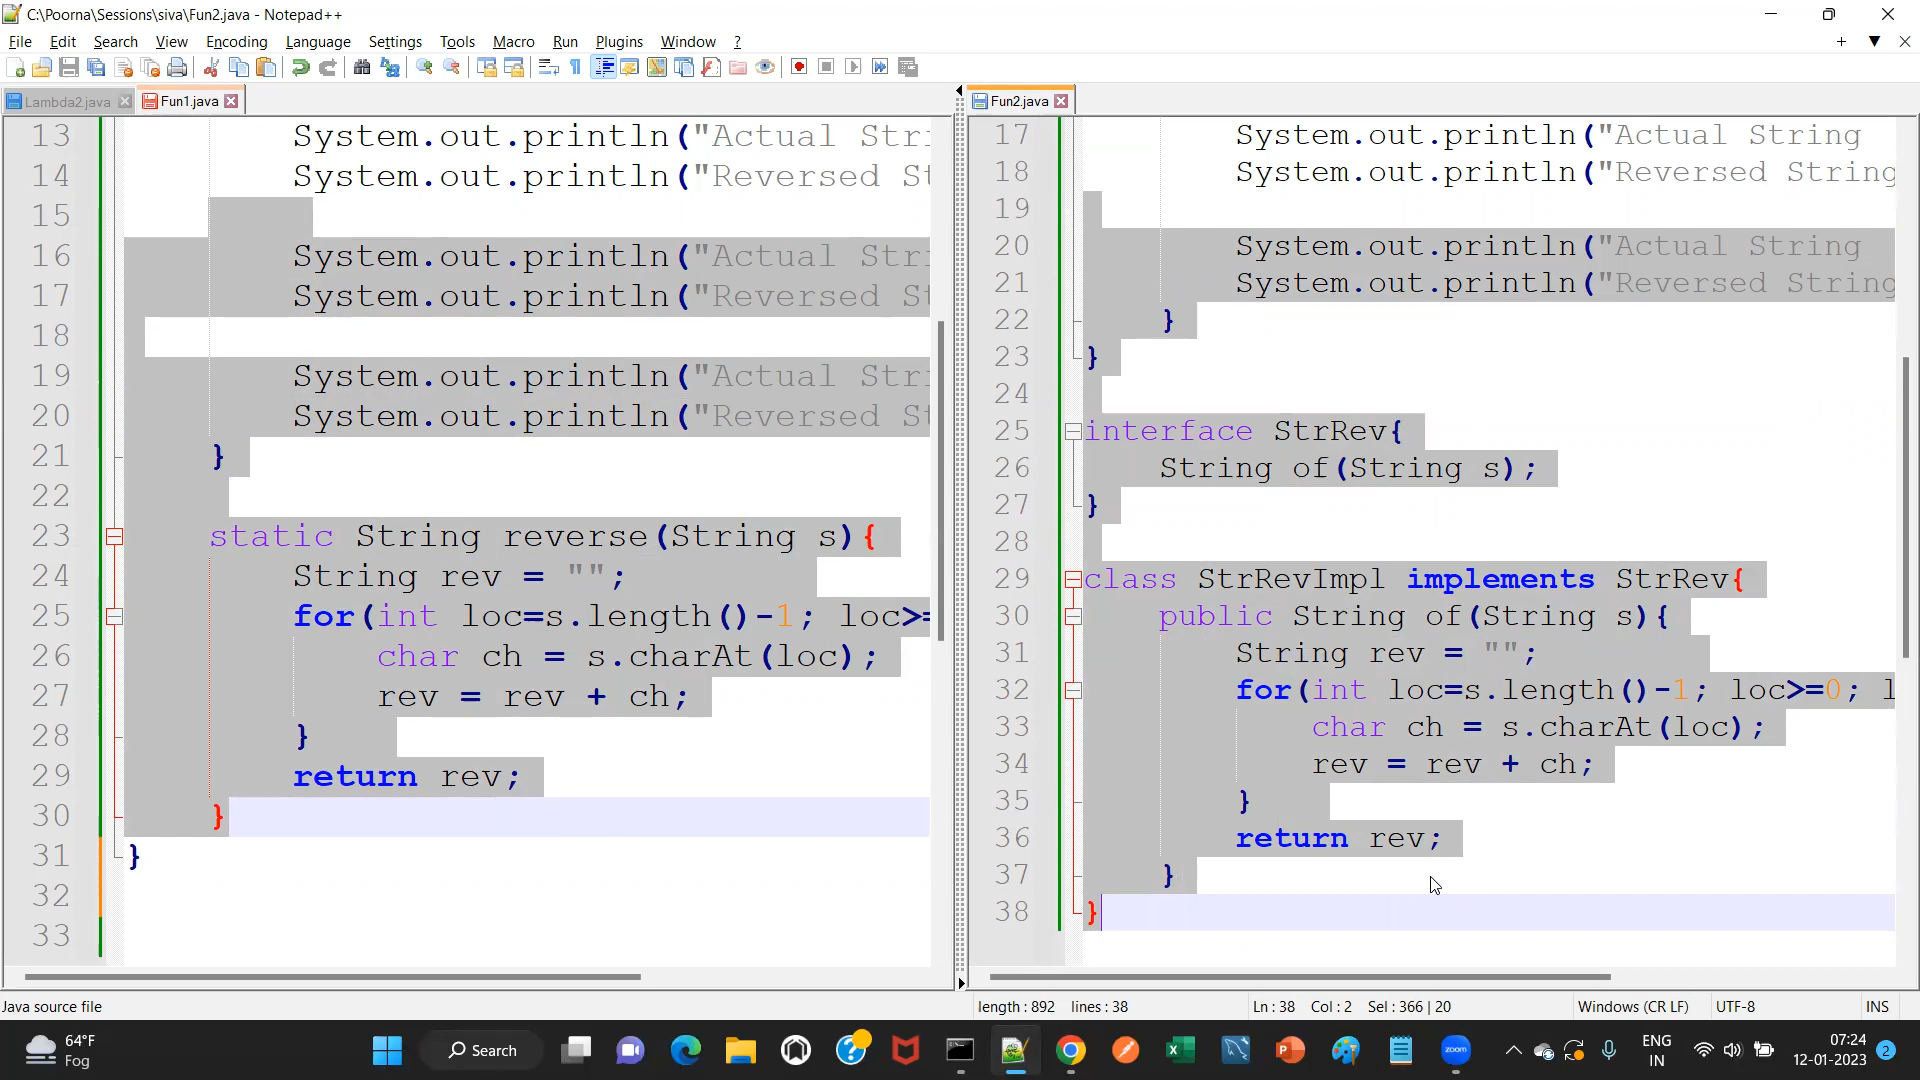 C:\Poorna\Sessions\siva\Fun2.java - Notepad++
File Edit Search View Encoding Language Settings Tools Macro Run Plugins Window ?
Lambda2.java Fun1.java
13 System.out.println("Actual Str
14 System.out.println("Reversed St
15
16 System.out.println("Actual Str
17 System.out.println("Reversed St
18
19 System.out.println("Actual Str
20 System.out.println("Reversed St
21 }
22
23 static String reverse(String s){
24 String rev = "";
25 for(int loc=s.length()-1; loc>=
26 char ch = s.charAt(loc);
27 rev = rev + ch;
28 }
29 return rev;
30 }
31 }
32
33
Fun2.java
17 System.out.println("Actual String
18 System.out.println("Reversed String
19
20 System.out.println("Actual String
21 System.out.println("Reversed String
22 }
23 }
24
25 interface StrRev{
26 String of(String s);
27 }
28
29 class StrRevImpl implements StrRev{
30 public String of(String s){
31 String rev = "";
32 for(int loc=s.length()-1; loc>=0; l
33 char ch = s.charAt(loc);
34 rev = rev + ch;
35 }
36 return rev;
37 }
38 }
Java source file length : 892 lines : 38 Ln : 38 Col : 2 Sel : 366 | 20 Windows (CR LF) UTF-8 INS
64°F
Fog
Search
zoom
ENG
IN
07:24
12-01-2023
2